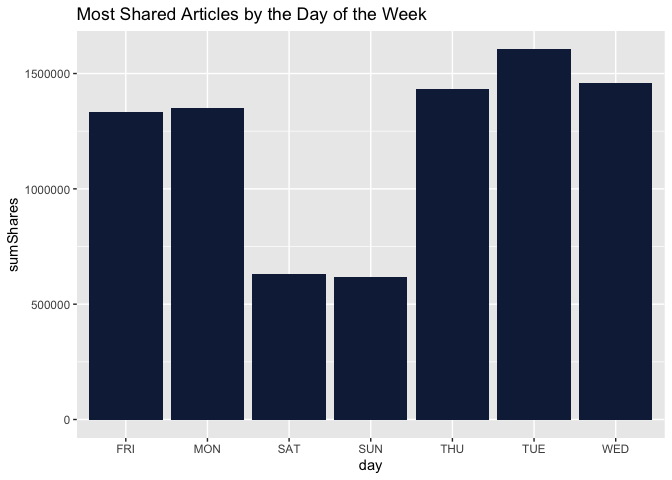 Most Shared Articles by the Day of the Week
sumShares
1500000
1000000
500000
0
FRI MON SAT SUN THU TUE WED
day